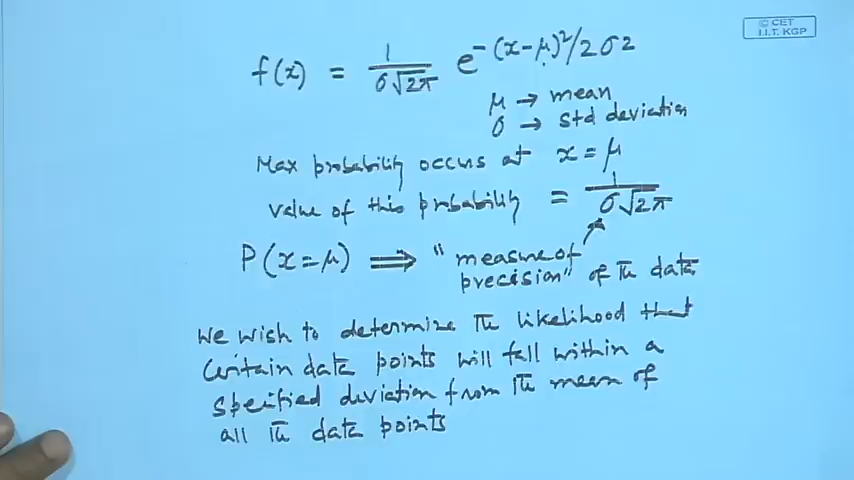 © CET
I.I.T. KGP
f(x) = 1/σ√2π e^-(x-μ)²/2σ2
μ → mean
σ → std deviation
Max probability occurs at x = μ
value of this probability = 1/σ√2π
P(x=μ) ⟹ "measure of
precision" of the data
We wish to determine the likelihood that
certain data points will fall within a
specified deviation from the mean of
all the data points